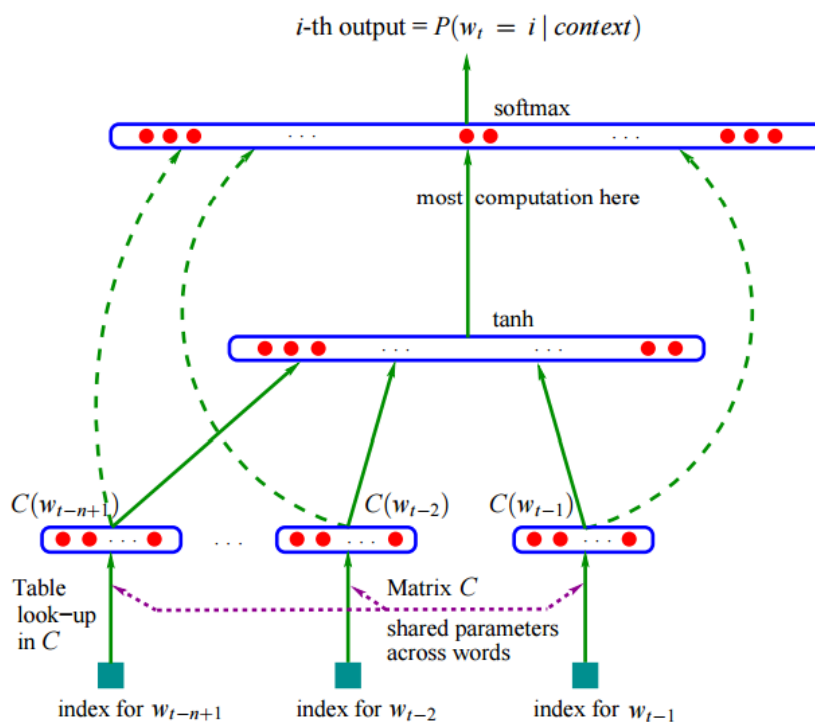 i-th output = P(w_t = i | context)
softmax
. . .
. . .
most computation here
tanh
. . .
. . .
C(w_{t−n+1})
C(w_{t−2})
C(w_{t−1})
. . .
. . .
. . .
. . .
Table
look−up
in C
Matrix C
shared parameters
across words
index for w_{t−n+1}
index for w_{t−2}
index for w_{t−1}